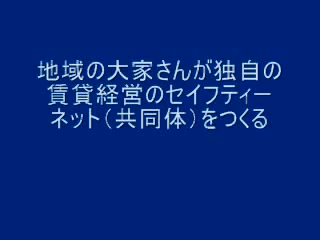 地域の大家さんが独自の
賃貸経営のセイフティー
ネット（共同体）をつくる